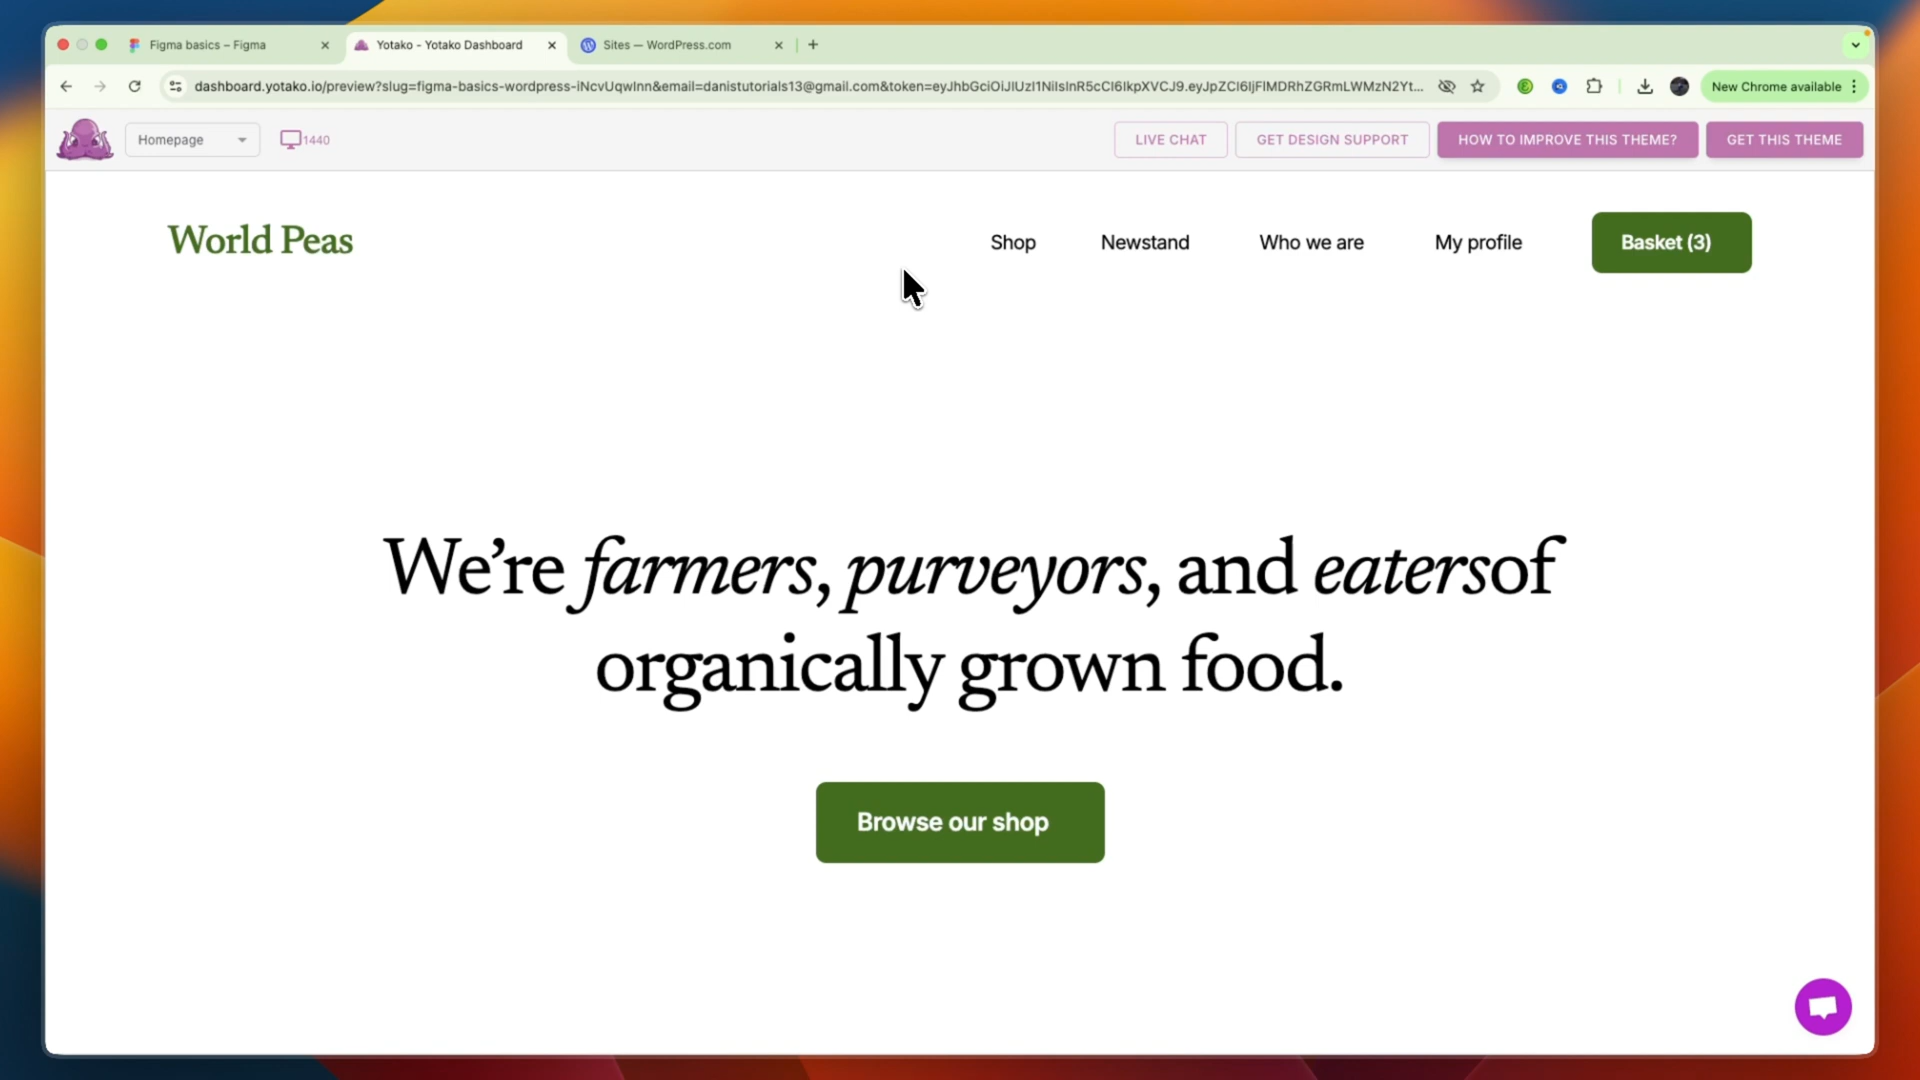 Figma basics – Figma
Yotako - Yotako Dashboard
Sites — WordPress.com
dashboard.yotako.io/preview?slug=figma-basics-wordpress-iNcvUqwInn&email=danistutorials13@gmail.com&token=eyJhbGciOiJIUzI1NiIsInR5cCI6IkpXVCJ9.eyJpZCI6IjFlMDRhZGRmLWMzN2Yt...
New Chrome available
Homepage
1440
LIVE CHAT
GET DESIGN SUPPORT
HOW TO IMPROVE THIS THEME?
GET THIS THEME
World Peas
Shop
Newstand
Who we are
My profile
Basket (3)
We’re farmers, purveyors, and eatersof
organically grown food.
Browse our shop